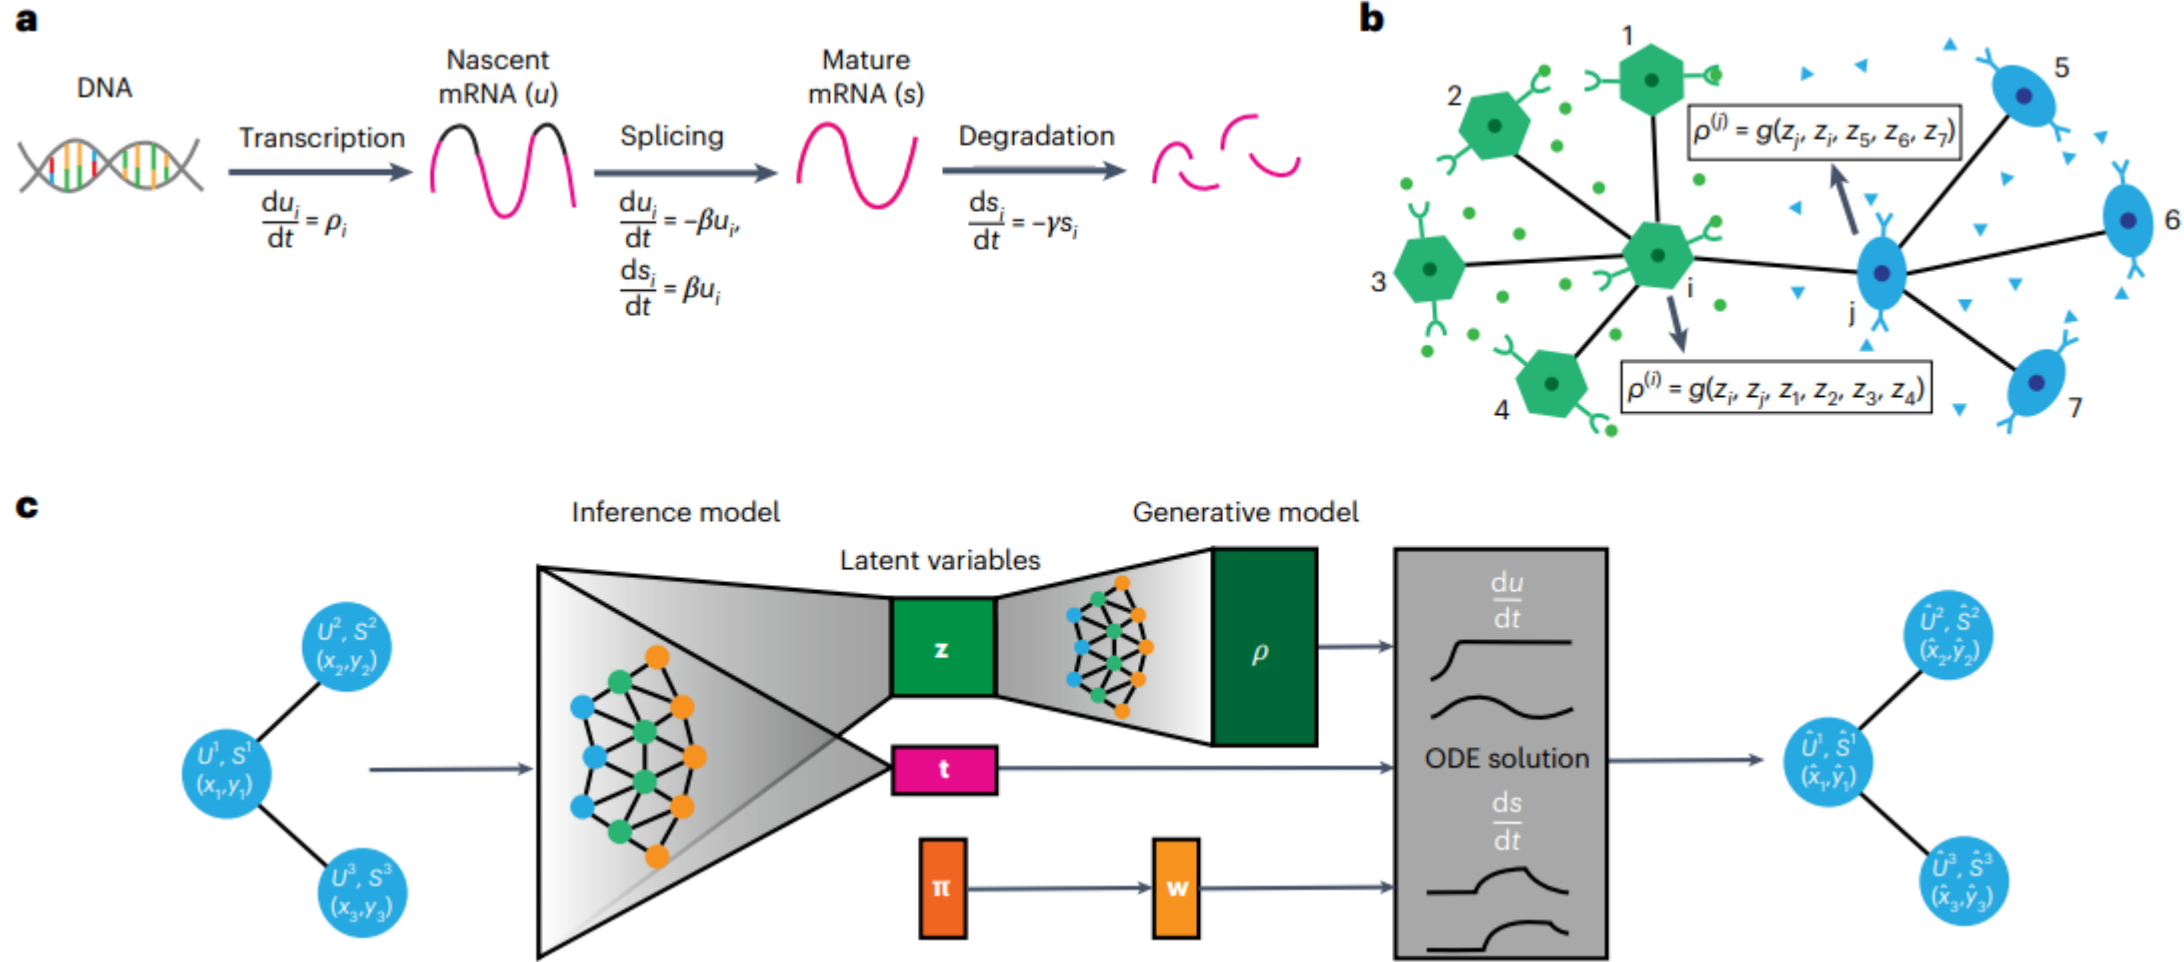 a
DNA
Transcription
du_i/dt = ρ_i
Nascent
mRNA (u)
Splicing
du_i/dt = −βu_i,
ds_i/dt = βu_i
Mature
mRNA (s)
Degradation
ds_i/dt = −γs_i
b
1
2
3
4
i
j
5
6
7
ρ^(j) = g(z_j, z_i, z_5, z_6, z_7)
ρ^(i) = g(z_i, z_j, z_1, z_2, z_3, z_4)
c
Inference model
Latent variables
Generative model
U², S²
(x₂,y₂)
U¹, S¹
(x₁,y₁)
U³, S³
(x₃,y₃)
z
t
π
w
ρ
du/dt
ODE solution
ds/dt
Û², Ŝ²
(x̂₂,ŷ₂)
Û¹, Ŝ¹
(x̂₁,ŷ₁)
Û³, Ŝ³
(x̂₃,ŷ₃)